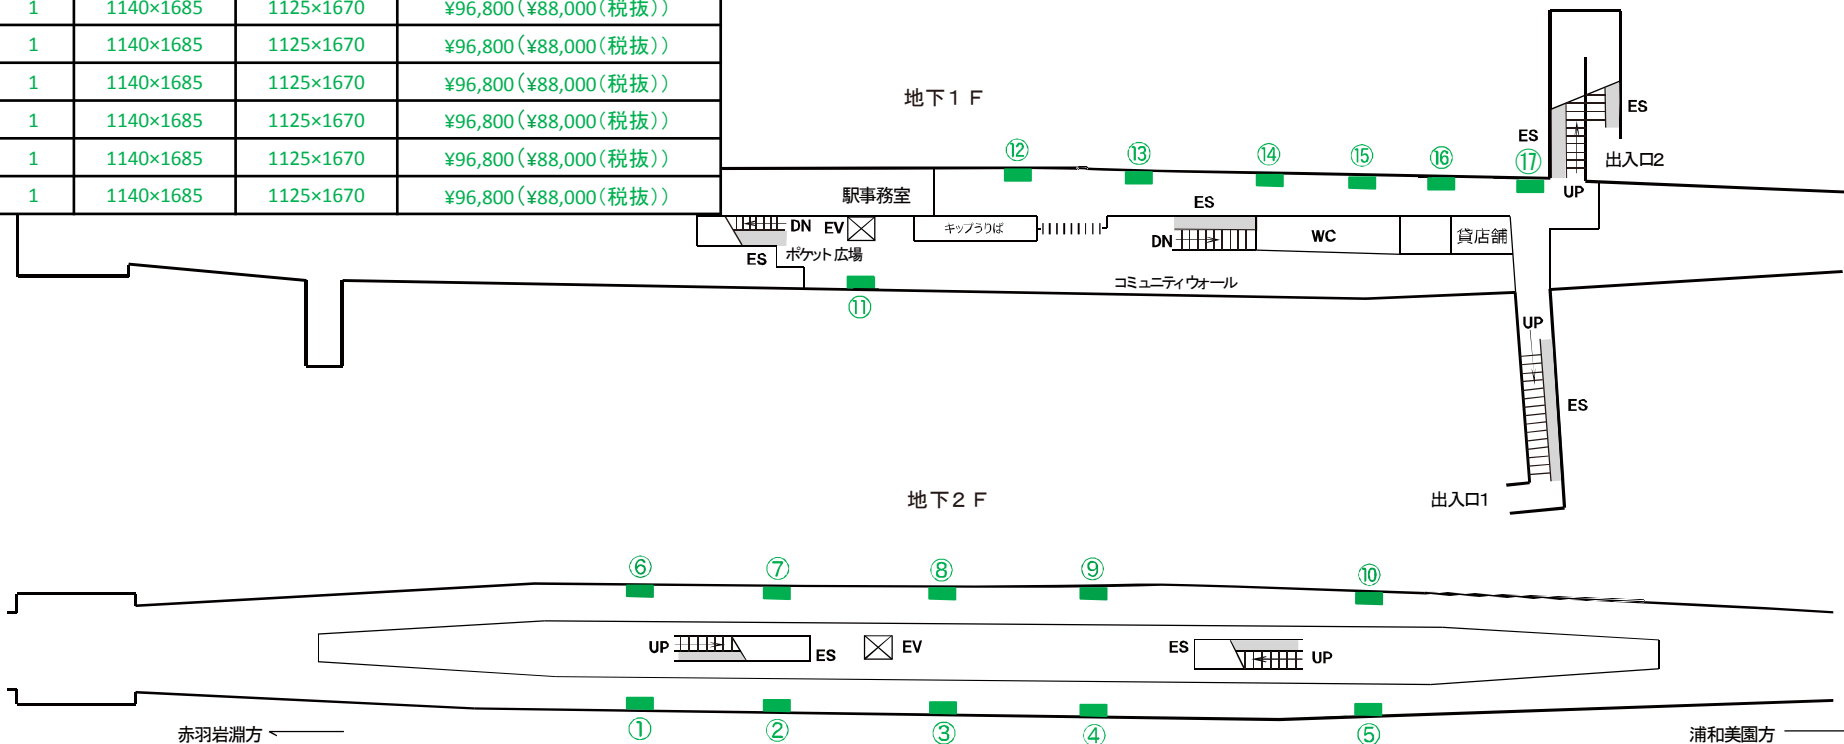 1 1140×1685 1125×1670 ¥96,800(¥88,000(税抜))
1 1140×1685 1125×1670 ¥96,800(¥88,000(税抜))
1 1140×1685 1125×1670 ¥96,800(¥88,000(税抜))
1 1140×1685 1125×1670 ¥96,800(¥88,000(税抜))
1 1140×1685 1125×1670 ¥96,800(¥88,000(税抜))
1 1140×1685 1125×1670 ¥96,800(¥88,000(税抜))
地下1F
ES
ES
⑫ ⑬ ⑭ ⑮ ⑯ ⑰
出入口2
駅事務室
ES
UP
DN EV
キップうりば
DN
WC
貸店舗
ES
ポケット広場
コミュニティウォール
⑪
UP
ES
地下2F
出入口1
⑥ ⑦ ⑧ ⑨ ⑩
UP
ES
EV
ES
UP
① ② ③ ④ ⑤
赤羽岩淵方
浦和美園方